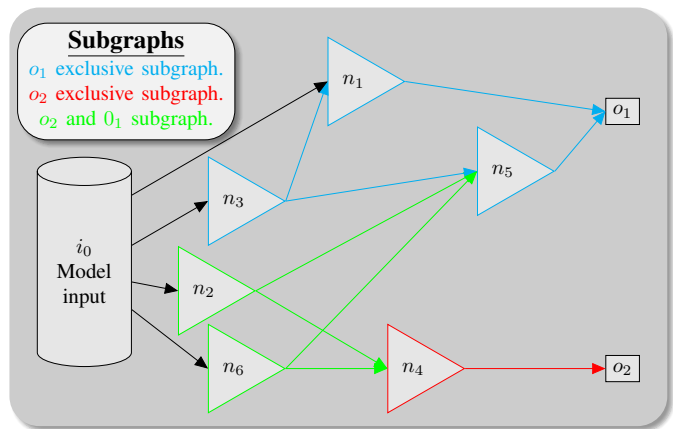 Subgraphs
o₁ exclusive subgraph.
o₂ exclusive subgraph.
o₂ and 0₁ subgraph.
n₁
o₁
n₅
n₃
i₀
Model
input
n₂
n₆
n₄
o₂